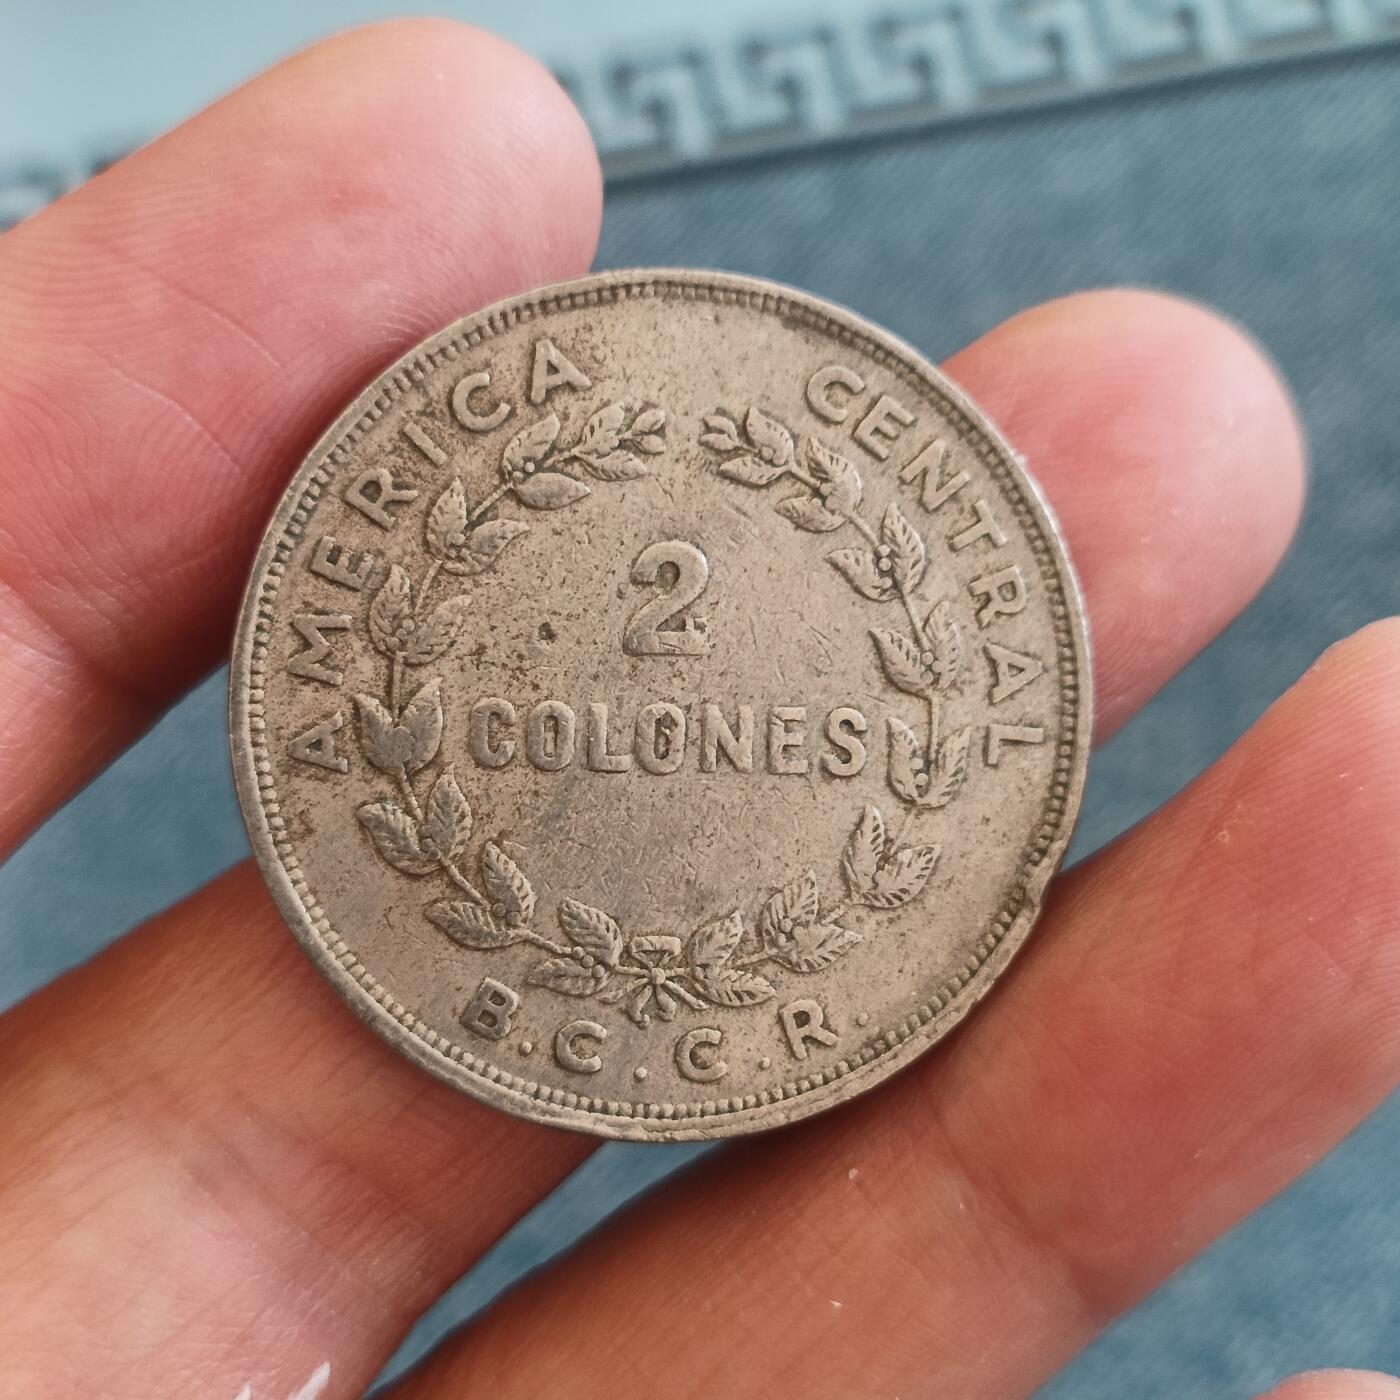 AMERICA CENTRAL
2
COLONES
B.C.C.R.